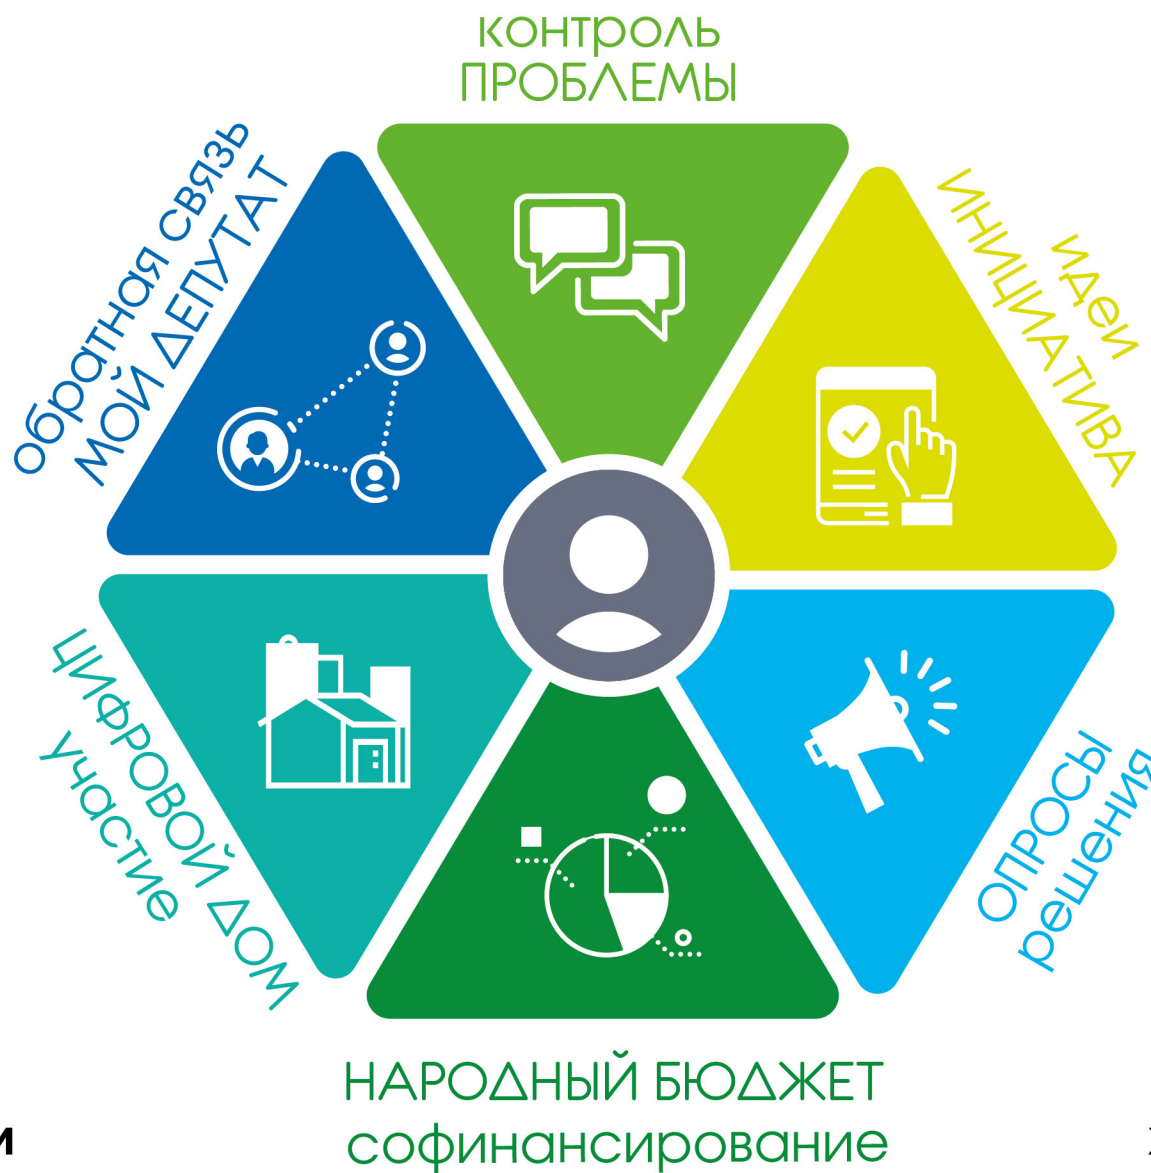 контроль
ПРОБЛЕМЫ
идеи
ИНИЦИАТИВА
ОПРОСЫ
решения
НАРОДНЫЙ БЮДЖЕТ
софинансирование
ЦИФРОВОЙ ДОМ
участие
обратная связь
МОЙ ДЕПУТАТ